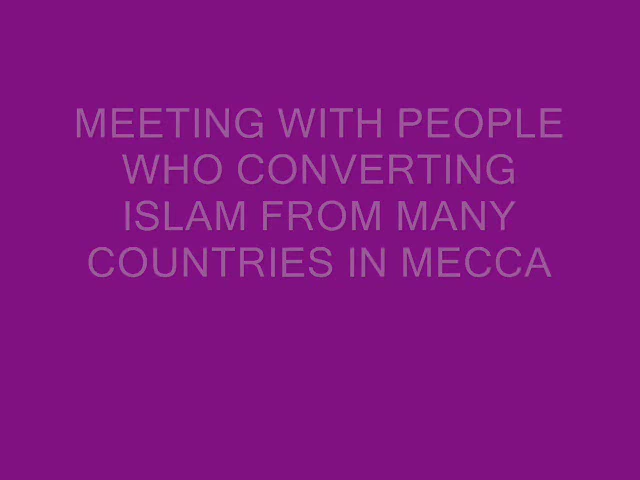 MEETING WITH PEOPLE
WHO CONVERTING
ISLAM FROM MANY
COUNTRIES IN MECCA